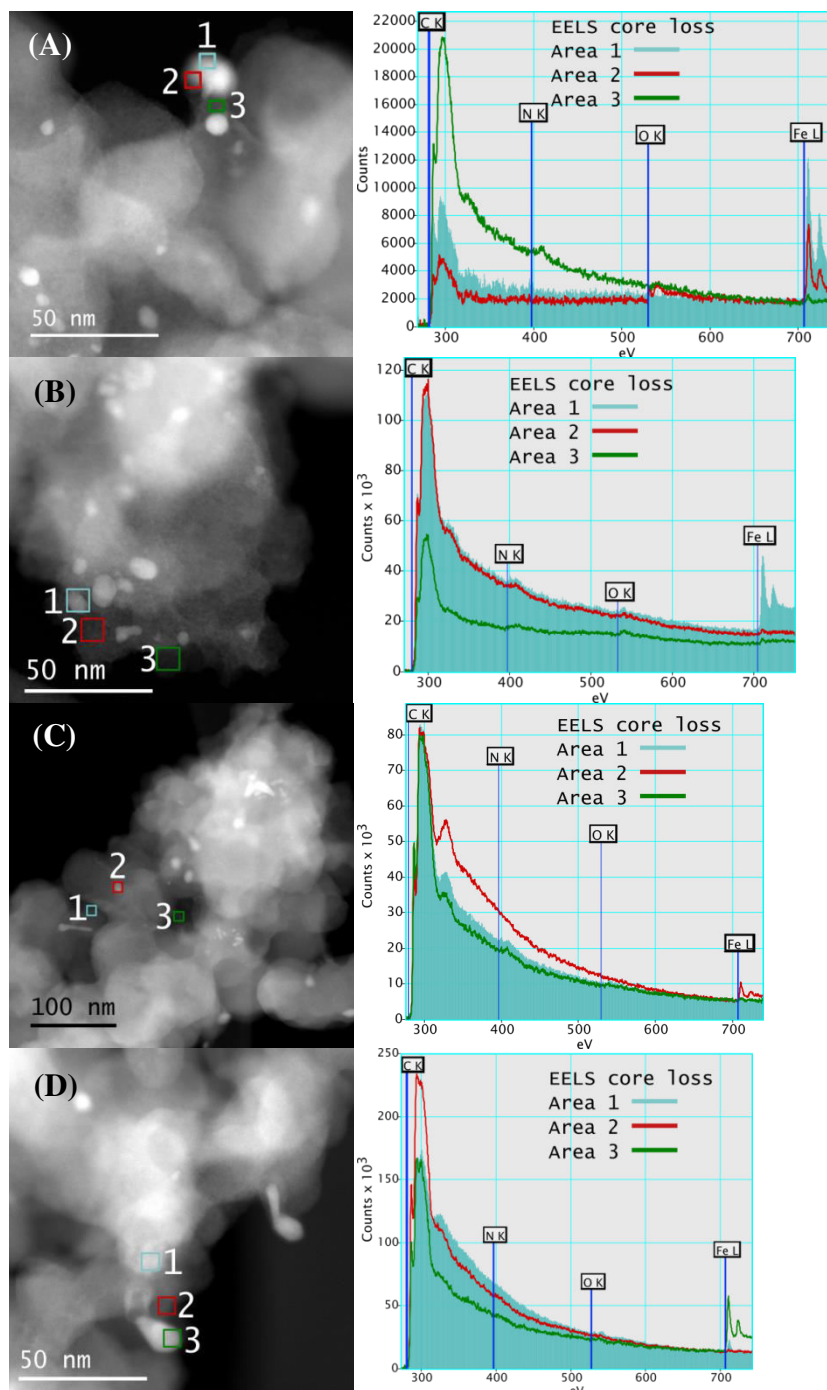 (A)
1
2
3
50 nm
EELS core loss
Area 1
Area 2
Area 3
C K
N K
O K
Fe L
Counts
22000
20000
18000
16000
14000
12000
10000
8000
6000
4000
2000
0
300
400
500
600
700
eV
(B)
1
2
3
50 nm
EELS core loss
Area 1
Area 2
Area 3
C K
N K
O K
Fe L
Counts x 10³
120
100
80
60
40
20
0
300
400
500
600
700
eV
(C)
1
2
3
100 nm
EELS core loss
Area 1
Area 2
Area 3
C K
N K
O K
Fe L
Counts x 10³
80
70
60
50
40
30
20
10
0
300
400
500
600
700
eV
(D)
1
2
3
50 nm
EELS core loss
Area 1
Area 2
Area 3
C K
N K
O K
Fe L
Counts x 10³
250
200
150
100
50
0
300
400
500
600
700
eV